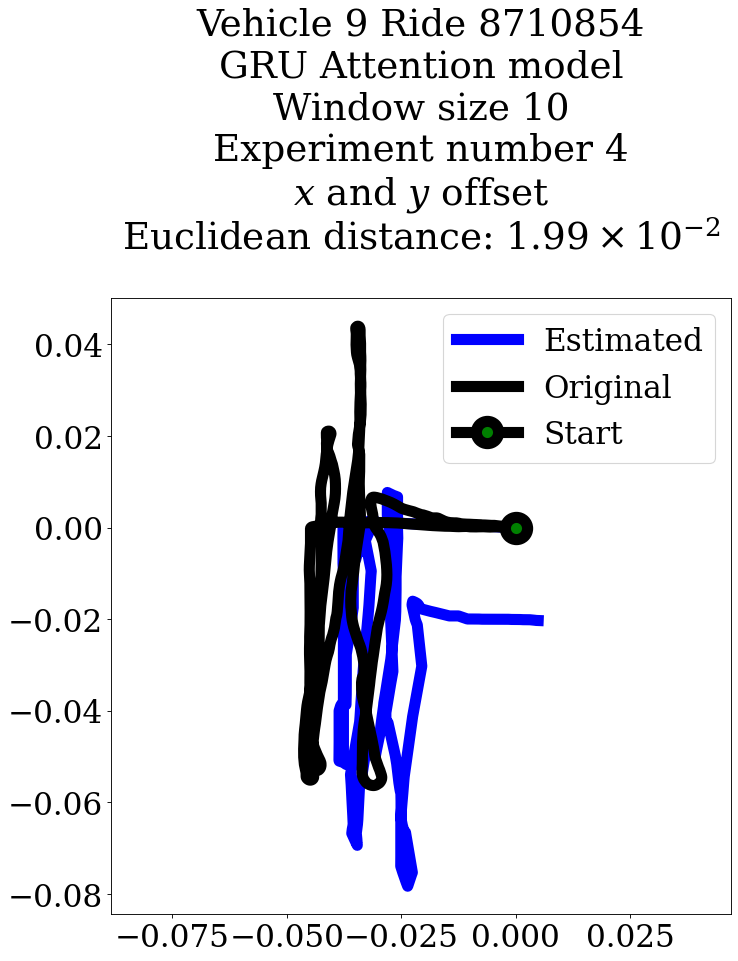 Vehicle 9 Ride 8710854
GRU Attention model
Window size 10
Experiment number 4
x and y offset
Euclidean distance: 1.99 × 10⁻²
Estimated
Original
Start
0.04
0.02
0.00
−0.02
−0.04
−0.06
−0.08
−0.075 −0.050 −0.025 0.000 0.025